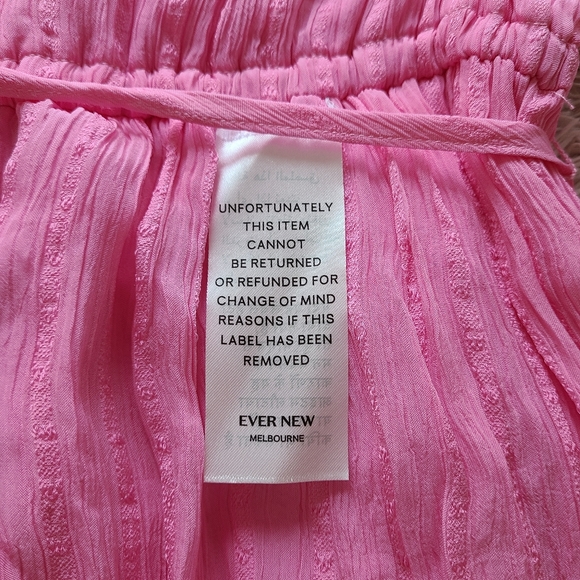 UNFORTUNATELY
THIS ITEM
CANNOT
BE RETURNED
OR REFUNDED FOR
CHANGE OF MIND
REASONS IF THIS
LABEL HAS BEEN
REMOVED
EVER NEW
MELBOURNE